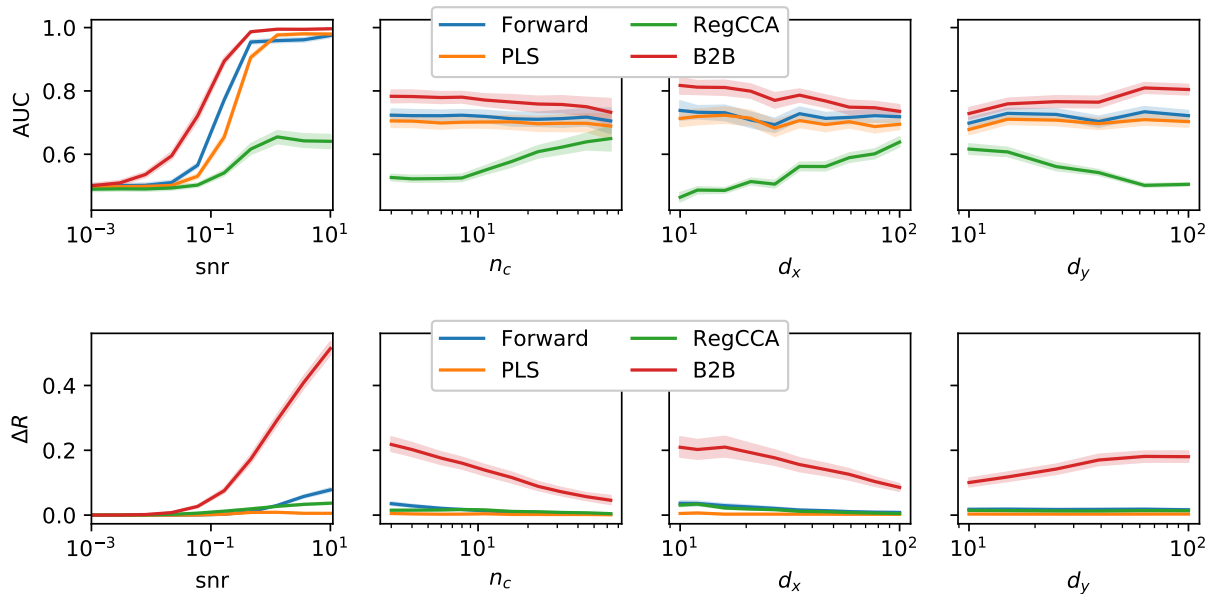 Forward RegCCA
PLS B2B
1.0
0.8
0.6
AUC
10^{-3} 10^{-1} 10^{1}
snr
10^{1}
n_c
10^{1} 10^{2}
d_x
10^{1} 10^{2}
d_y
Forward RegCCA
PLS B2B
0.4
0.2
0.0
ΔR
10^{-3} 10^{-1} 10^{1}
snr
10^{1}
n_c
10^{1} 10^{2}
d_x
10^{1} 10^{2}
d_y